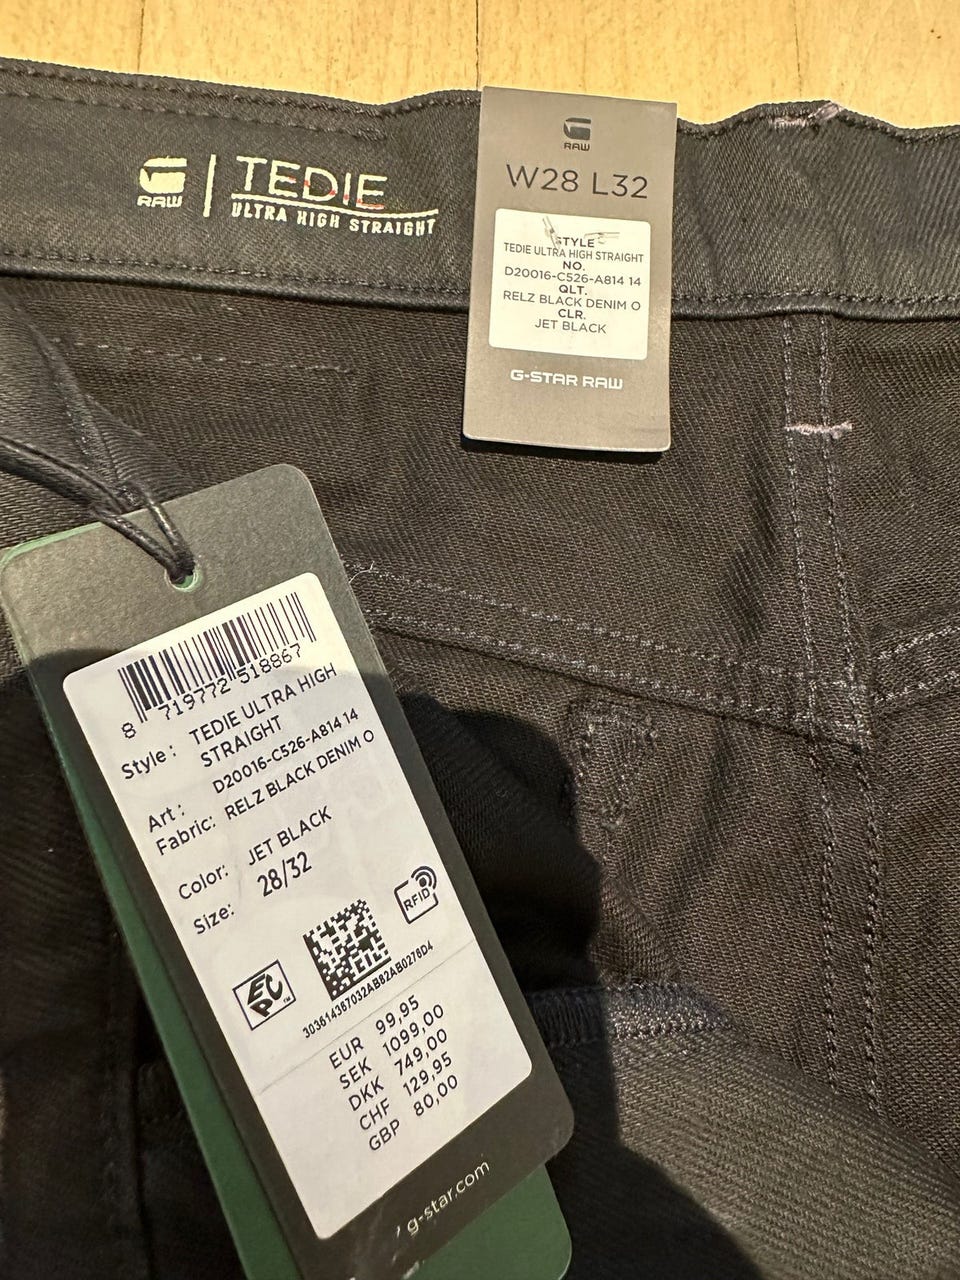 RAW
TEDIE
ULTRA HIGH STRAIGHT
RAW
W28 L32
STYLE
TEDIE ULTRA HIGH STRAIGHT
NO.
D20016-C526-A814 14
QLT.
RELZ BLACK DENIM O
CLR.
JET BLACK
G-STAR RAW
8 719772 518867
Style: TEDIE ULTRA HIGH
STRAIGHT
Art: D20016-C526-A814 14
Fabric: RELZ BLACK DENIM O
Color: JET BLACK
Size: 28/32
RFID
EPC™
303614367032AB82AB0278D4
EUR 99,95
SEK 1099,00
DKK 749,00
CHF 129,95
GBP 80,00
g-star.com